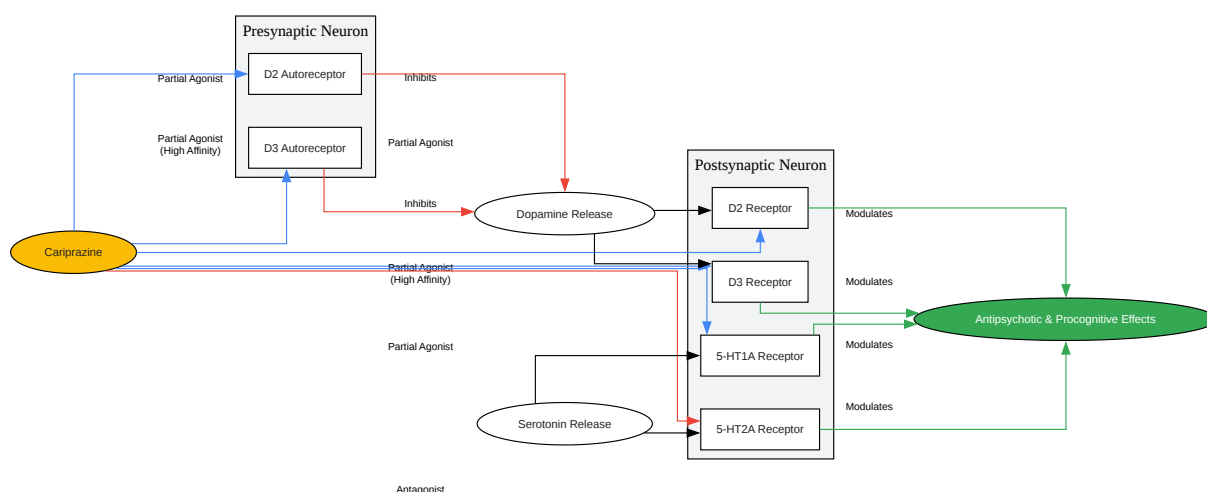 Presynaptic Neuron
D2 Autoreceptor
Partial Agonist
Inhibits
D3 Autoreceptor
Partial Agonist
(High Affinity)
Partial Agonist
Postsynaptic Neuron
Inhibits
D2 Receptor
Dopamine Release
Modulates
Cariprazine
Partial Agonist
(High Affinity)
D3 Receptor
Modulates
Antipsychotic & Procognitive Effects
Partial Agonist
5-HT1A Receptor
Modulates
Modulates
Serotonin Release
5-HT2A Receptor
Antagonist